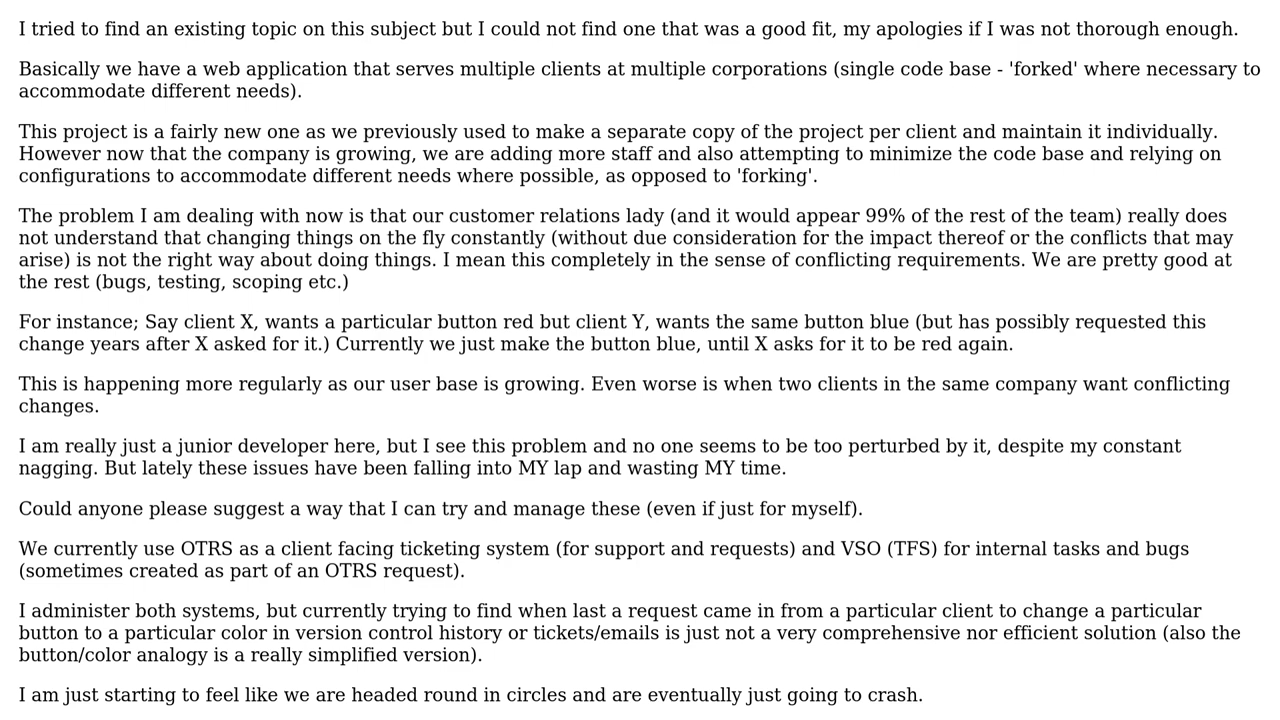 I tried to find an existing topic on this subject but I could not find one that was a good fit, my apologies if I was not thorough enough.
Basically we have a web application that serves multiple clients at multiple corporations (single code base - 'forked' where necessary to
accommodate different needs).
This project is a fairly new one as we previously used to make a separate copy of the project per client and maintain it individually.
However now that the company is growing, we are adding more staff and also attempting to minimize the code base and relying on
configurations to accommodate different needs where possible, as opposed to 'forking'.
The problem I am dealing with now is that our customer relations lady (and it would appear 99% of the rest of the team) really does
not understand that changing things on the fly constantly (without due consideration for the impact thereof or the conflicts that may
arise) is not the right way about doing things. I mean this completely in the sense of conflicting requirements. We are pretty good at
the rest (bugs, testing, scoping etc.)
For instance; Say client X, wants a particular button red but client Y, wants the same button blue (but has possibly requested this
change years after X asked for it.) Currently we just make the button blue, until X asks for it to be red again.
This is happening more regularly as our user base is growing. Even worse is when two clients in the same company want conflicting
changes.
I am really just a junior developer here, but I see this problem and no one seems to be too perturbed by it, despite my constant
nagging. But lately these issues have been falling into MY lap and wasting MY time.
Could anyone please suggest a way that I can try and manage these (even if just for myself).
We currently use OTRS as a client facing ticketing system (for support and requests) and VSO (TFS) for internal tasks and bugs
(sometimes created as part of an OTRS request).
I administer both systems, but currently trying to find when last a request came in from a particular client to change a particular
button to a particular color in version control history or tickets/emails is just not a very comprehensive nor efficient solution (also the
button/color analogy is a really simplified version).
I am just starting to feel like we are headed round in circles and are eventually just going to crash.